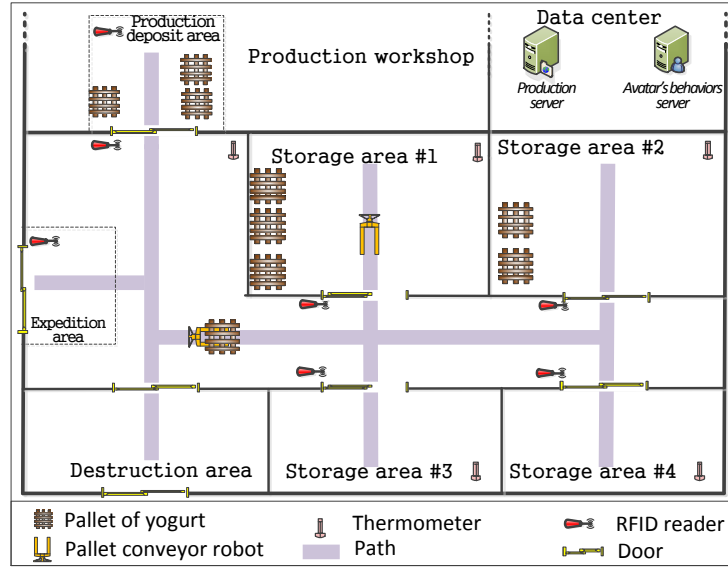 Production
deposit area
Production workshop
Data center
Production
server
Avatar's behaviors
server
Storage area #1
Storage area #2
Expedition
area
Destruction area
Storage area #3
Storage area #4
Pallet of yogurt
Thermometer
RFID reader
Pallet conveyor robot
Path
Door